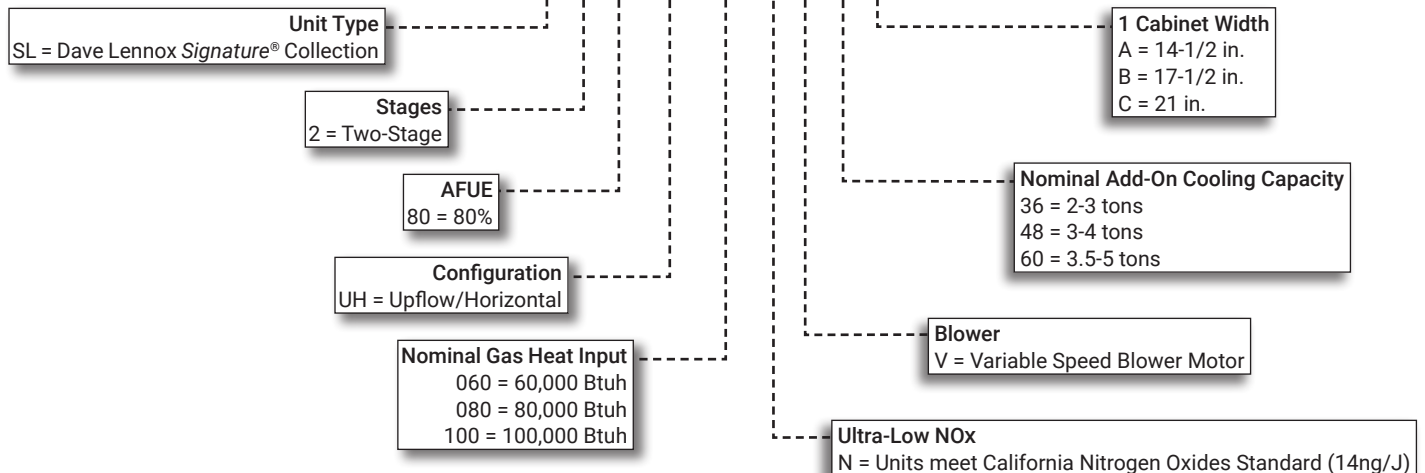 Unit Type
SL = Dave Lennox Signature® Collection
Stages
2 = Two-Stage
AFUE
80 = 80%
Configuration
UH = Upflow/Horizontal
Nominal Gas Heat Input
060 = 60,000 Btuh
080 = 80,000 Btuh
100 = 100,000 Btuh
1 Cabinet Width
A = 14-1/2 in.
B = 17-1/2 in.
C = 21 in.
Nominal Add-On Cooling Capacity
36 = 2-3 tons
48 = 3-4 tons
60 = 3.5-5 tons
Blower
V = Variable Speed Blower Motor
Ultra-Low NOx
N = Units meet California Nitrogen Oxides Standard (14ng/J)